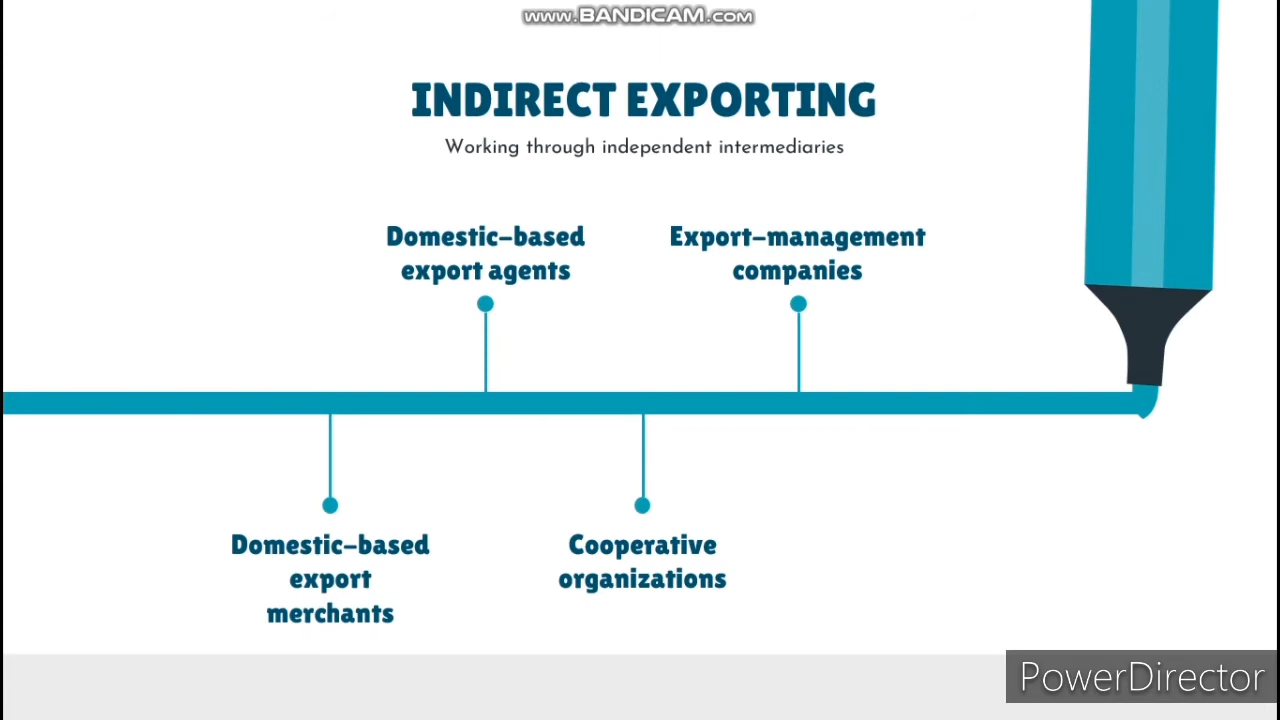 www.BANDICAM.com
INDIRECT EXPORTING
Working through independent intermediaries
Domestic-based
export agents
Export-management
companies
Domestic-based
export
merchants
Cooperative
organizations
PowerDirector